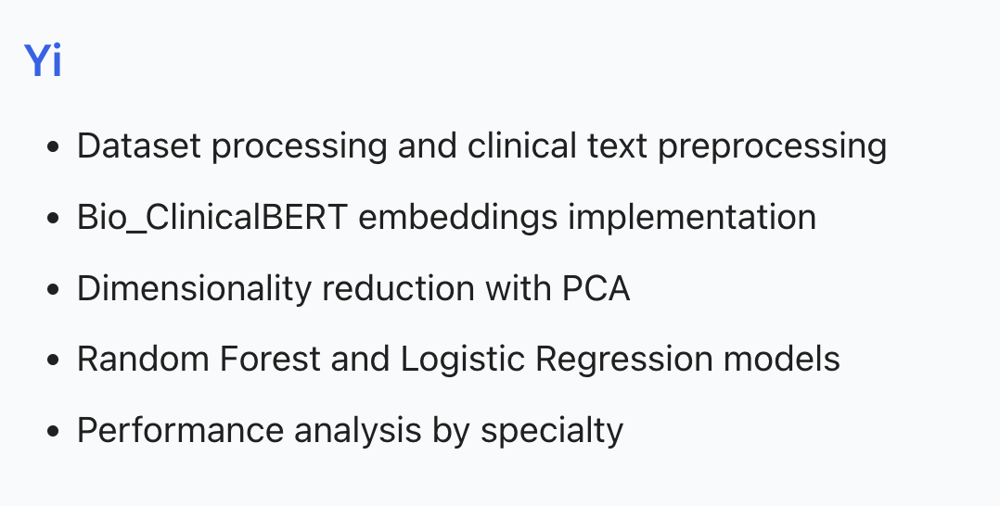 Yi
• Dataset processing and clinical text preprocessing
• Bio_ClinicalBERT embeddings implementation
• Dimensionality reduction with PCA
• Random Forest and Logistic Regression models
• Performance analysis by specialty